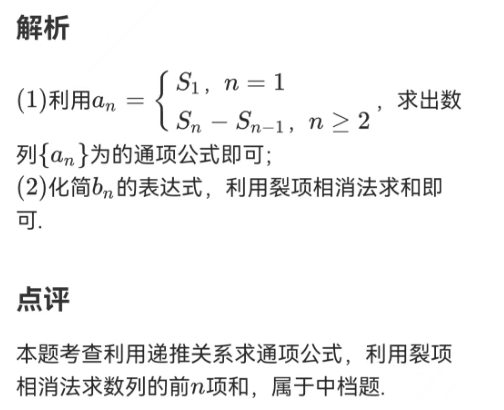 解析
(1)利用$a_n=\begin{cases}S_1，n=1\\S_n-S_{n-1}，n\geq 2\end{cases}$，求出数
列$\{a_n\}$为的通项公式即可；
(2)化简$b_n$的表达式，利用裂项相消法求和即
可.
点评
本题考查利用递推关系求通项公式，利用裂项
相消法求数列的前$n$项和，属于中档题.